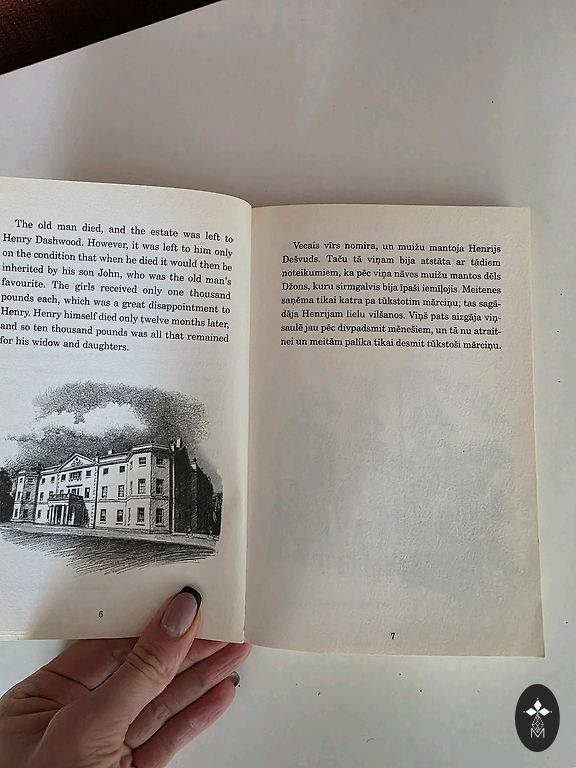 The old man died, and the estate was left to
Henry Dashwood. However, it was left to him only
on the condition that when he died it would then be
inherited by his son John, who was the old man's
favourite. The girls received only one thousand
pounds each, which was a great disappointment to
Henry. Henry himself died only twelve months later,
and so ten thousand pounds was all that remained
for his widow and daughters.
6
Vecais vīrs nomira, un muižu mantoja Henrijs
Dešvuds. Taču tā viņam bija atstāta ar tādiem
noteikumiem, ka pēc viņa nāves muižu mantos dēls
Džons, kuru sirmgalvis bija īpaši iemīļojis. Meitenes
saņēma tikai katra pa tūkstotim mārciņu; tas sagā-
dāja Henrijam lielu vilšanos. Viņš pats aizgāja viņ-
saulē jau pēc divpadsmit mēnešiem, un tā nu atrait-
nei un meitām palika tikai desmit tūkstoši mārciņu.
7
M